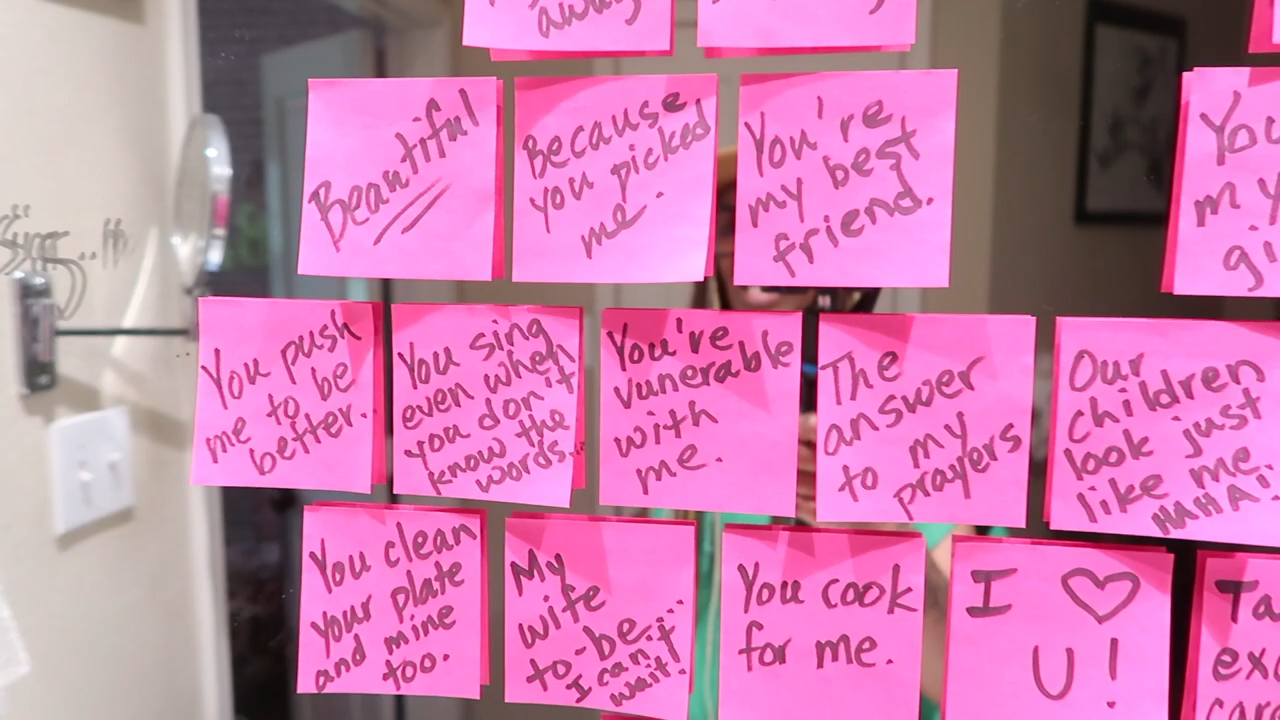 away
Beautiful
Because
you picked
me.
You're
my best
friend.
You push
me to be
better.
You sing
even when
you don't
know the
words...
You're
vunerable
with
me.
The
answer
to my
prayers
Our
children
look just
like me.
HAHA!
You clean
your plate
and mine
too.
My
wife
to-be...
I can't
wait!
You cook
for me.
I ♡
U!